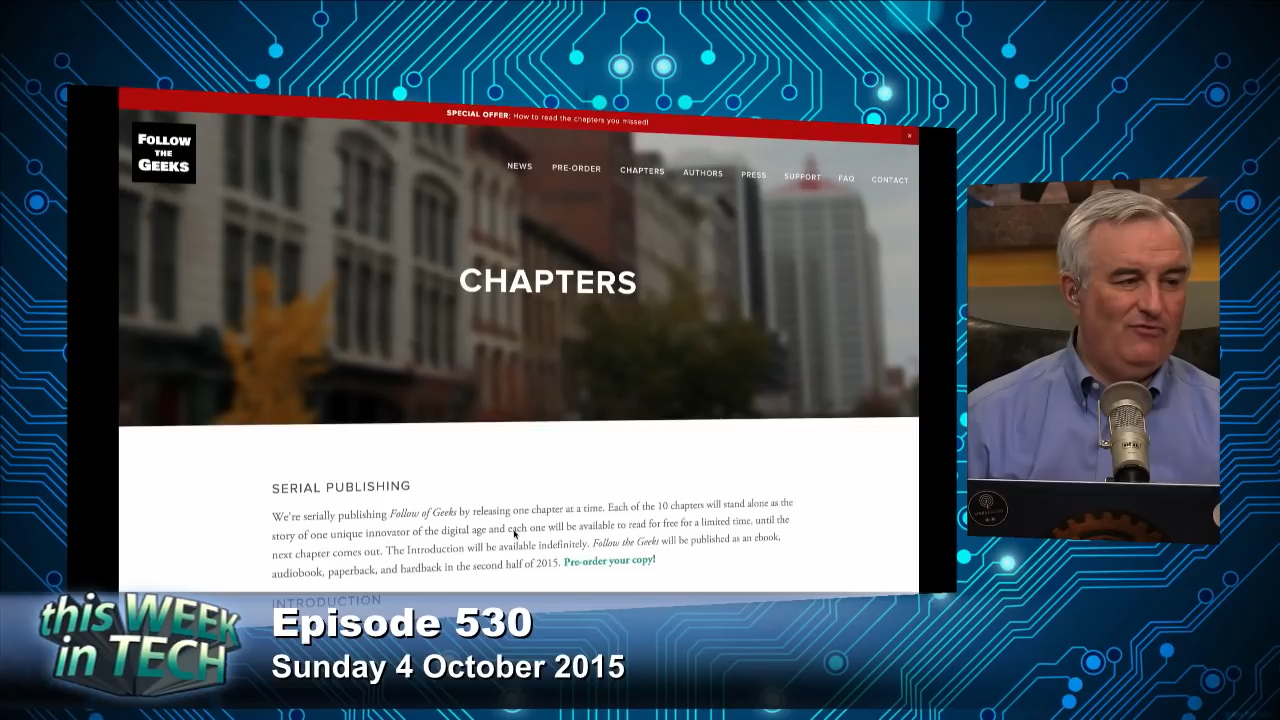 SPECIAL OFFER: How to read the chapters you missed!
×
FOLLOW
THE
GEEKS
NEWS PRE-ORDER CHAPTERS AUTHORS PRESS SUPPORT FAQ CONTACT
CHAPTERS
SERIAL PUBLISHING
We're serially publishing Follow of Geeks by releasing one chapter at a time. Each of the 10 chapters will stand alone as the
story of one unique innovator of the digital age and each one will be available to read for free for a limited time, until the
next chapter comes out. The Introduction will be available indefinitely. Follow the Geeks will be published as an ebook,
audiobook, paperback, and hardback in the second half of 2015. Pre-order your copy!
INTRODUCTION
this WEEK
in TECH
Episode 530
Sunday 4 October 2015